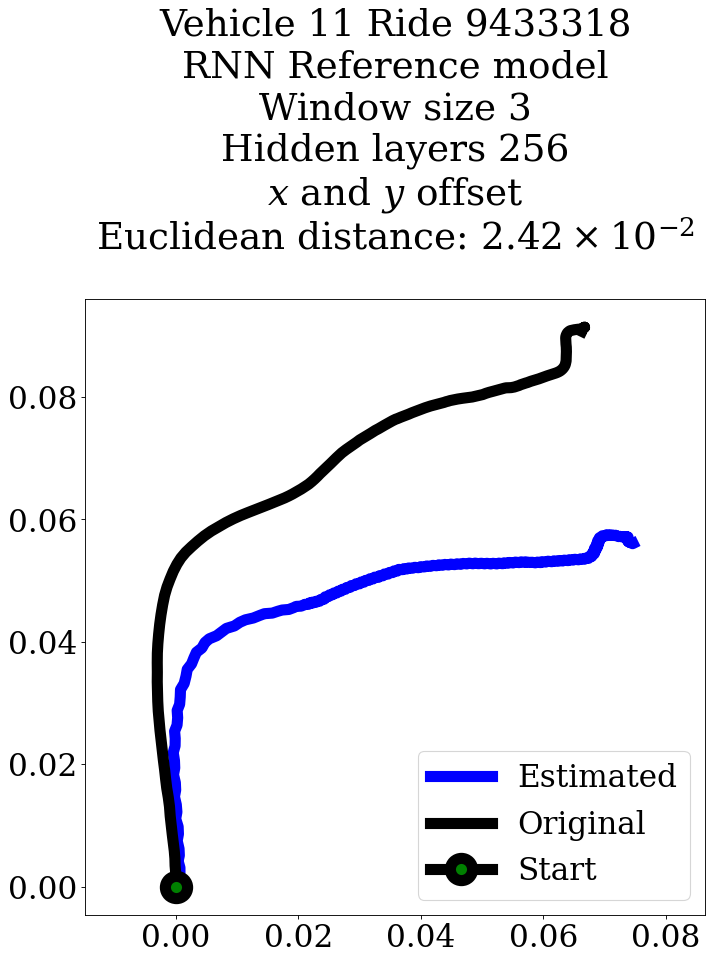 Vehicle 11 Ride 9433318
RNN Reference model
Window size 3
Hidden layers 256
x and y offset
Euclidean distance: 2.42 × 10⁻²
0.08
0.06
0.04
0.02
0.00
Estimated
Original
Start
0.00 0.02 0.04 0.06 0.08